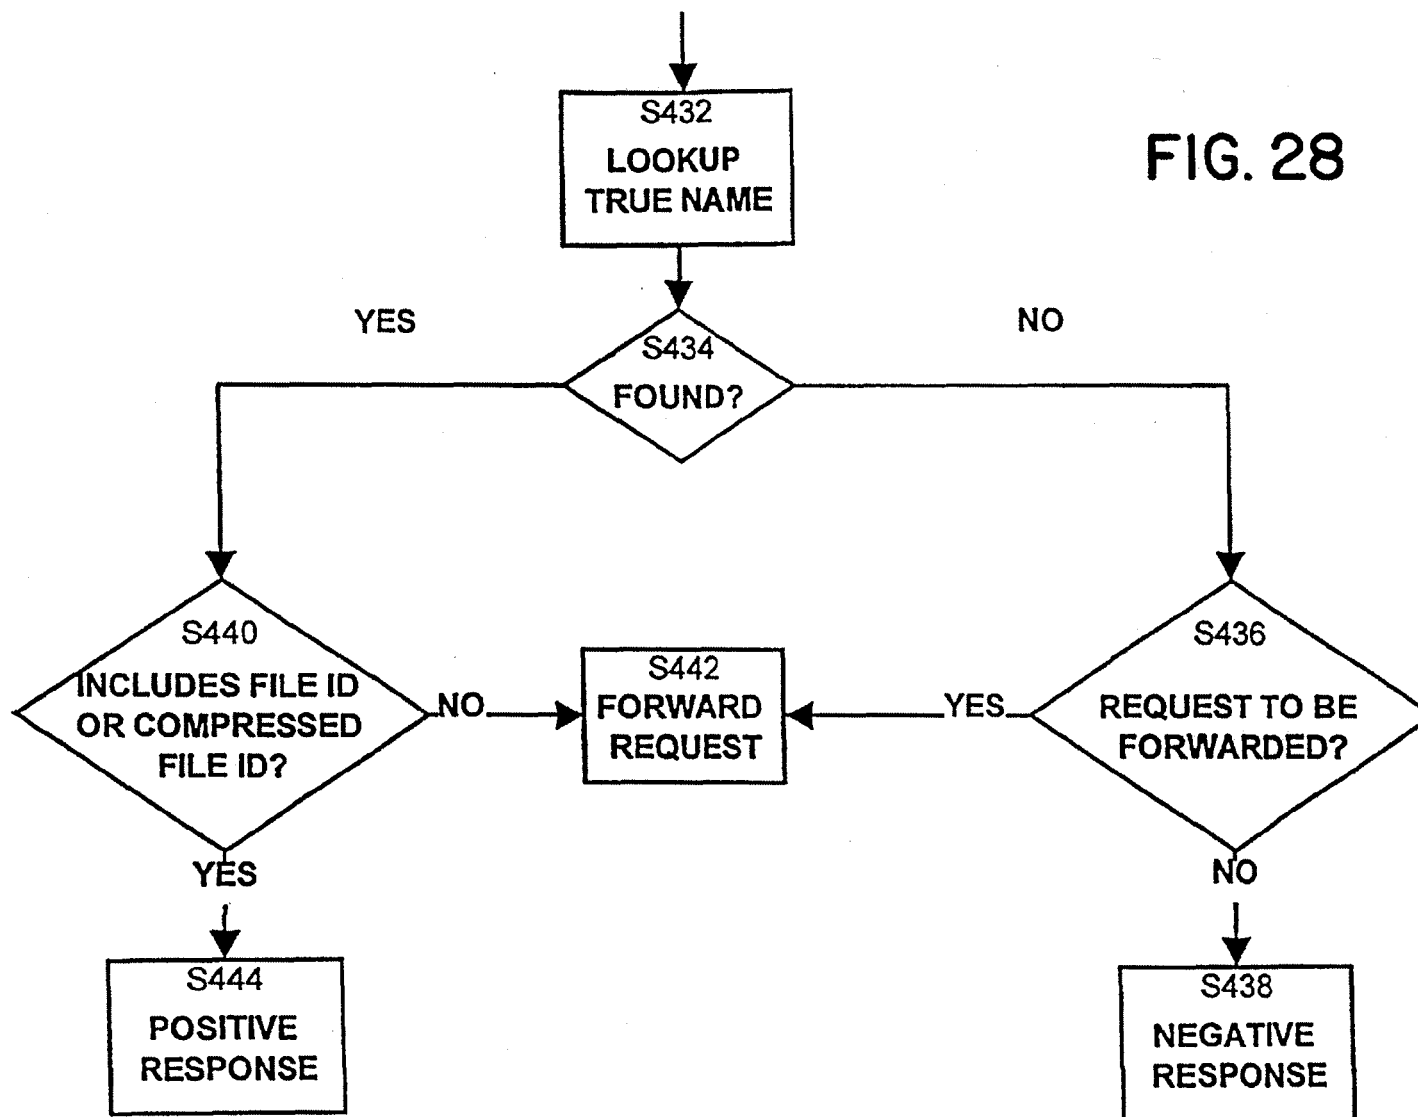 FIG. 28
S432
LOOKUP
TRUE NAME
YES
NO
S434
FOUND?
S440
INCLUDES FILE ID
OR COMPRESSED
FILE ID?
NO
S442
FORWARD
REQUEST
YES
S436
REQUEST TO BE
FORWARDED?
YES
NO
S444
POSITIVE
RESPONSE
S438
NEGATIVE
RESPONSE